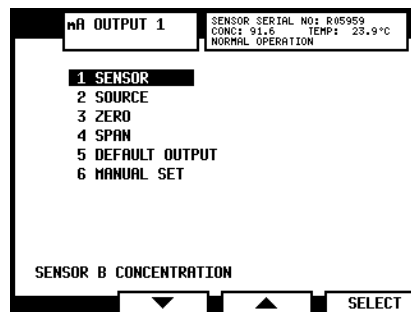 mA OUTPUT 1
SENSOR SERIAL NO: R05959
CONC: 91.6 TEMP: 23.9°C
NORMAL OPERATION
1 SENSOR
2 SOURCE
3 ZERO
4 SPAN
5 DEFAULT OUTPUT
6 MANUAL SET
SENSOR B CONCENTRATION
SELECT